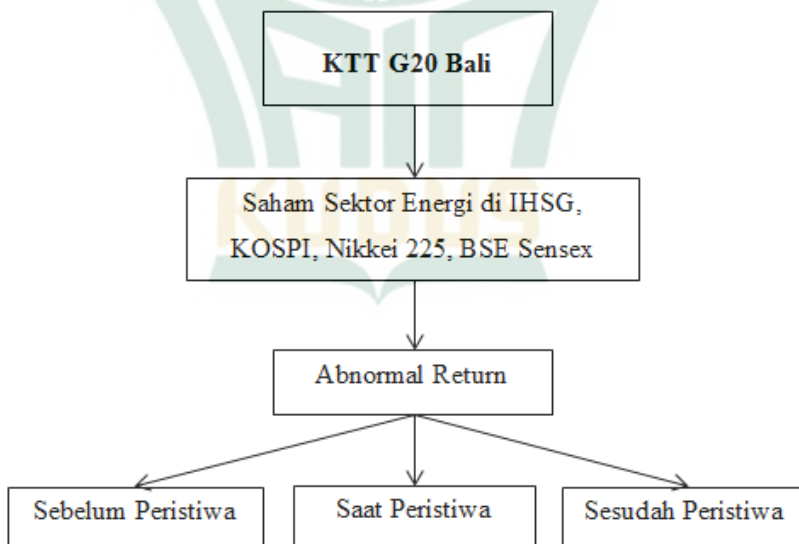 KTT G20 Bali
Saham Sektor Energi di IHSG,
KOSPI, Nikkei 225, BSE Sensex
KUDUS
Abnormal Return
Sebelum Peristiwa
Saat Peristiwa
Sesudah Peristiwa